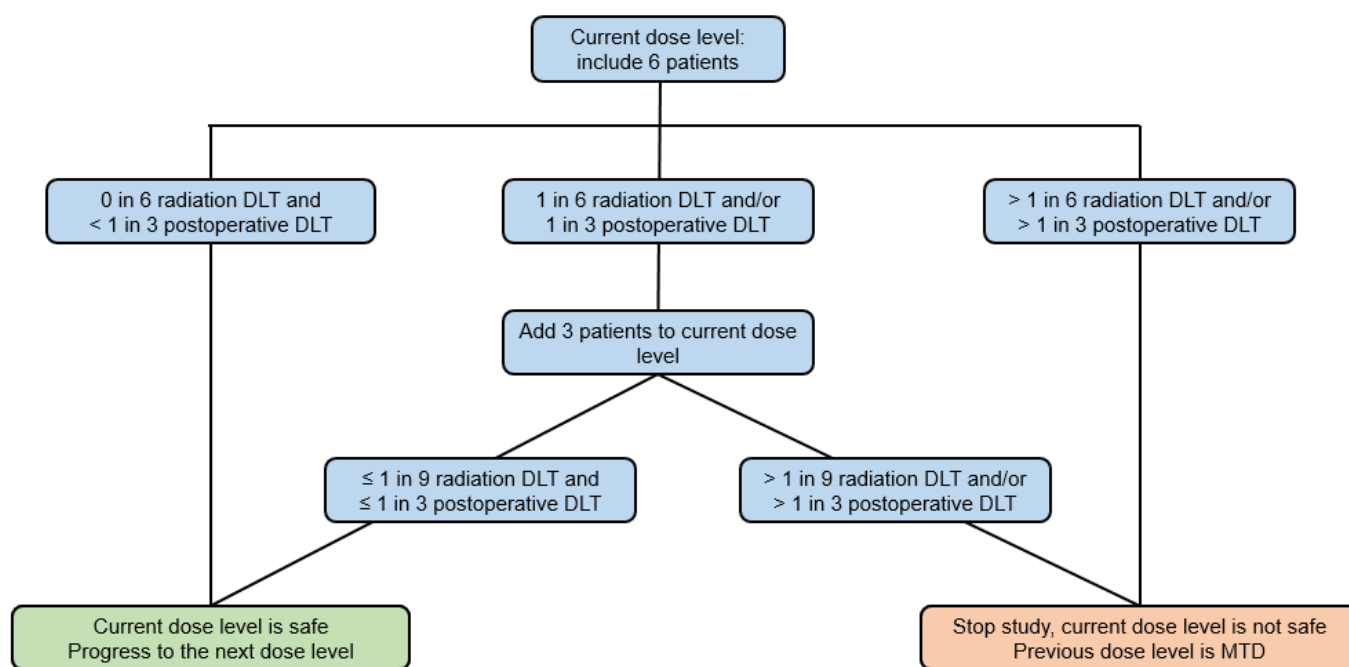 Current dose level:
include 6 patients
0 in 6 radiation DLT and
< 1 in 3 postoperative DLT
1 in 6 radiation DLT and/or
1 in 3 postoperative DLT
> 1 in 6 radiation DLT and/or
> 1 in 3 postoperative DLT
Add 3 patients to current dose
level
≤ 1 in 9 radiation DLT and
≤ 1 in 3 postoperative DLT
> 1 in 9 radiation DLT and/or
> 1 in 3 postoperative DLT
Current dose level is safe
Progress to the next dose level
Stop study, current dose level is not safe
Previous dose level is MTD